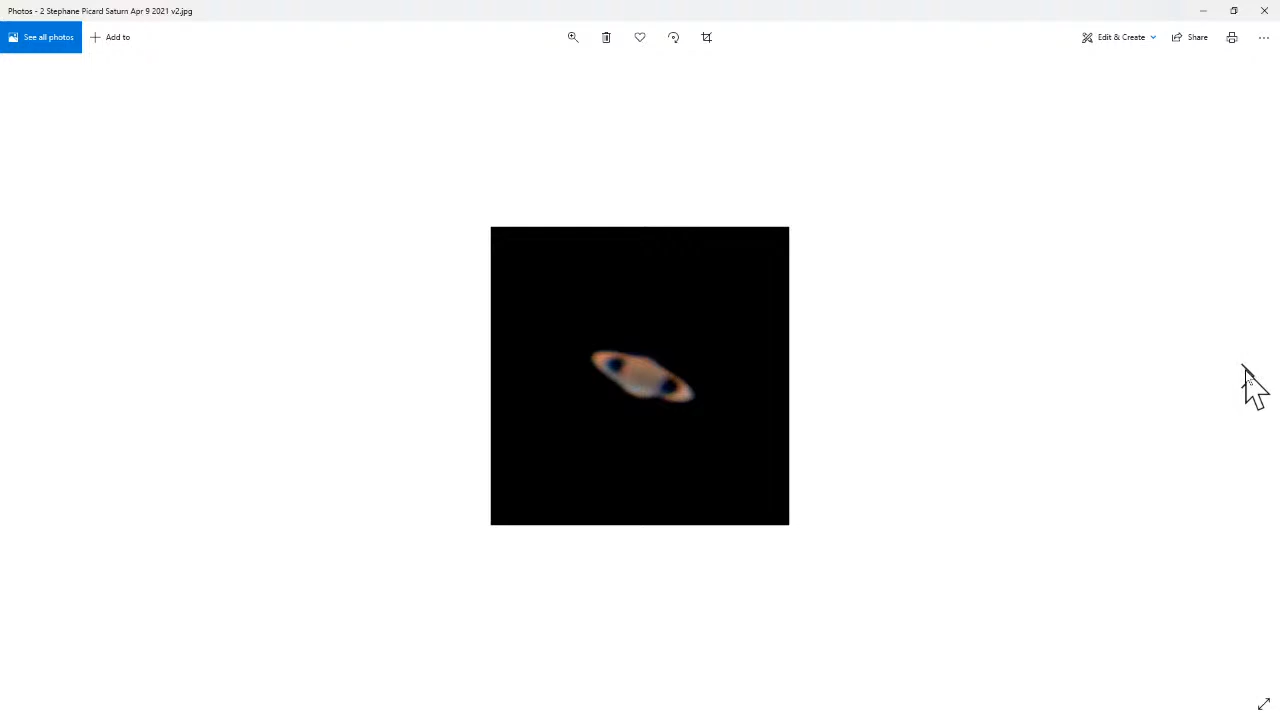 Photos - 2 Stephane Picard Saturn Apr 9 2021 v2.jpg
See all photos
Add to
Edit & Create
Share